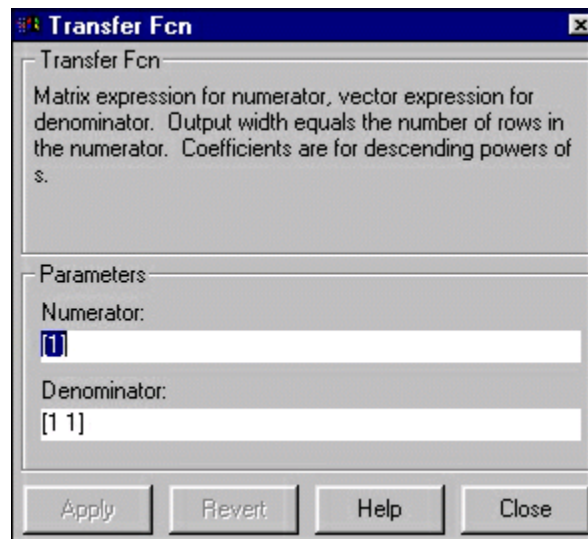 Transfer Fcn
Transfer Fcn
Matrix expression for numerator, vector expression for
denominator. Output width equals the number of rows in
the numerator. Coefficients are for descending powers of
s.
Parameters
Numerator:
[1]
Denominator:
[1 1]
Apply Revert Help Close